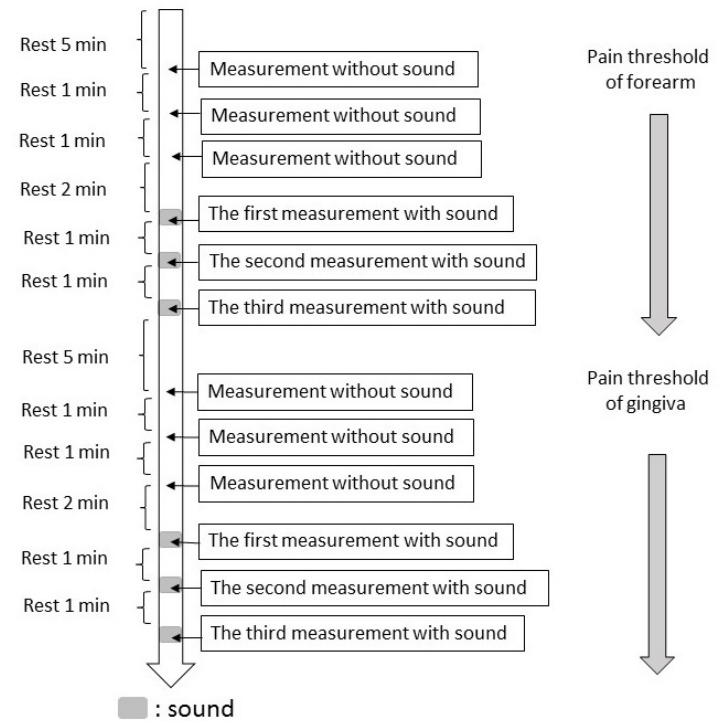 Rest 5 min
Measurement without sound
Rest 1 min
Measurement without sound
Rest 1 min
Measurement without sound
Rest 2 min
The first measurement with sound
Rest 1 min
The second measurement with sound
Rest 1 min
The third measurement with sound
Pain threshold
of forearm
Rest 5 min
Measurement without sound
Rest 1 min
Measurement without sound
Rest 1 min
Measurement without sound
Rest 2 min
The first measurement with sound
Rest 1 min
The second measurement with sound
Rest 1 min
The third measurement with sound
Pain threshold
of gingiva
: sound